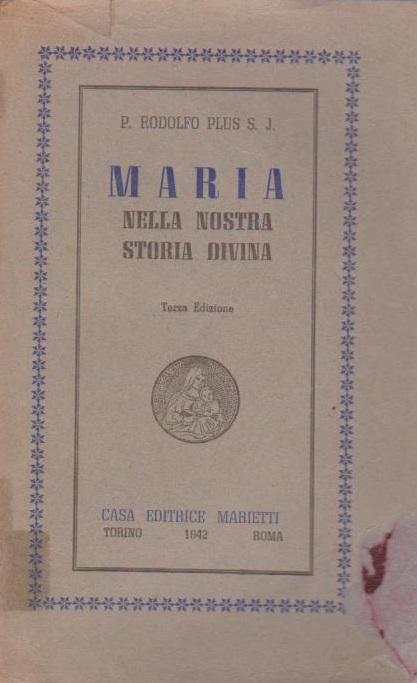 P. RODOLFO PLUS S. J.
MARIA
NELLA NOSTRA
STORIA DIVINA
Terza Edizione
CASA EDITRICE MARIETTI
TORINO 1942 ROMA